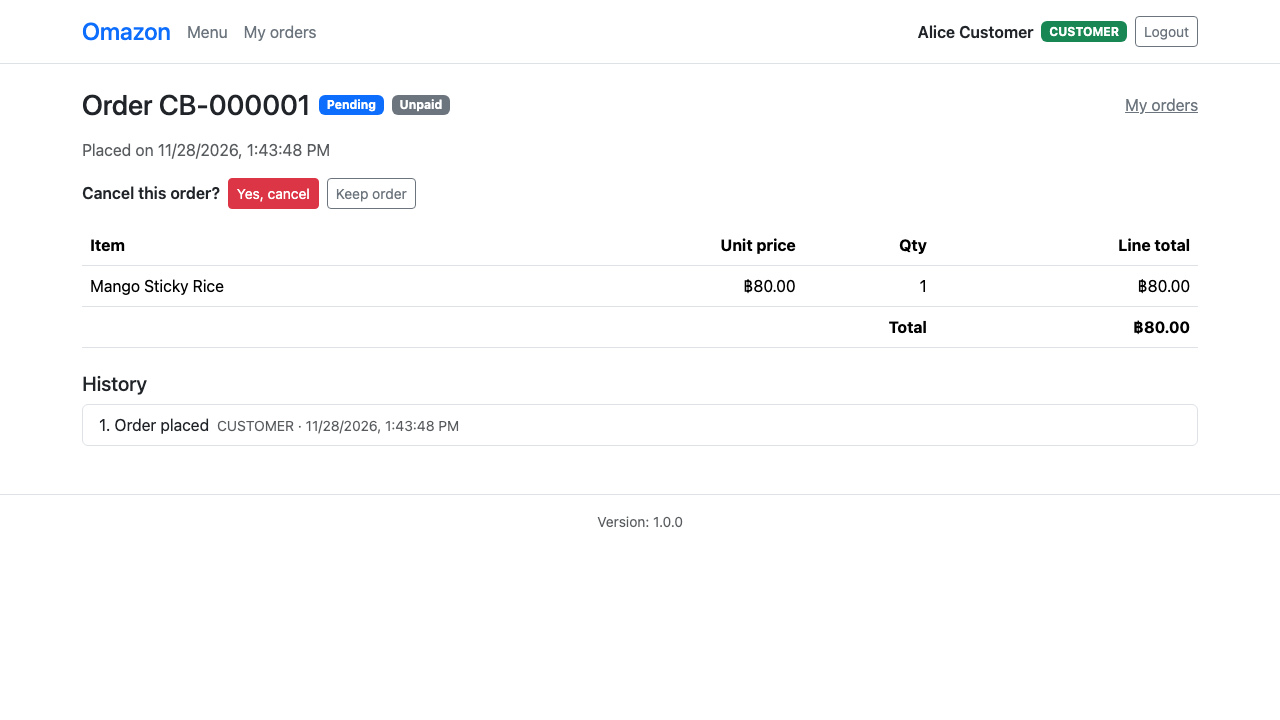 Omazon Menu My orders Alice Customer CUSTOMER Logout
Order CB-000001 Pending Unpaid My orders
Placed on 11/28/2026, 1:43:48 PM
Cancel this order? Yes, cancel Keep order
Item Unit price Qty Line total
Mango Sticky Rice ฿80.00 1 ฿80.00
Total ฿80.00
History
1. Order placed CUSTOMER · 11/28/2026, 1:43:48 PM
Version: 1.0.0